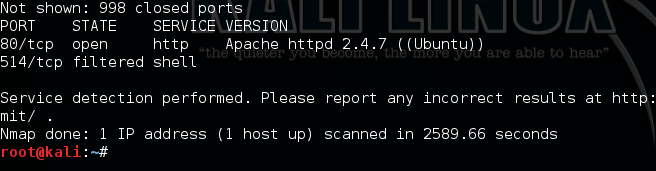 Not shown: 998 closed ports
PORT    STATE    SERVICE VERSION
80/tcp  open     http    Apache httpd 2.4.7 ((Ubuntu))
514/tcp filtered shell
KALI LINUX
"the quieter you become, the more you are able to hear"
Service detection performed. Please report any incorrect results at http:
mit/ .
Nmap done: 1 IP address (1 host up) scanned in 2589.66 seconds
root@kali:~#